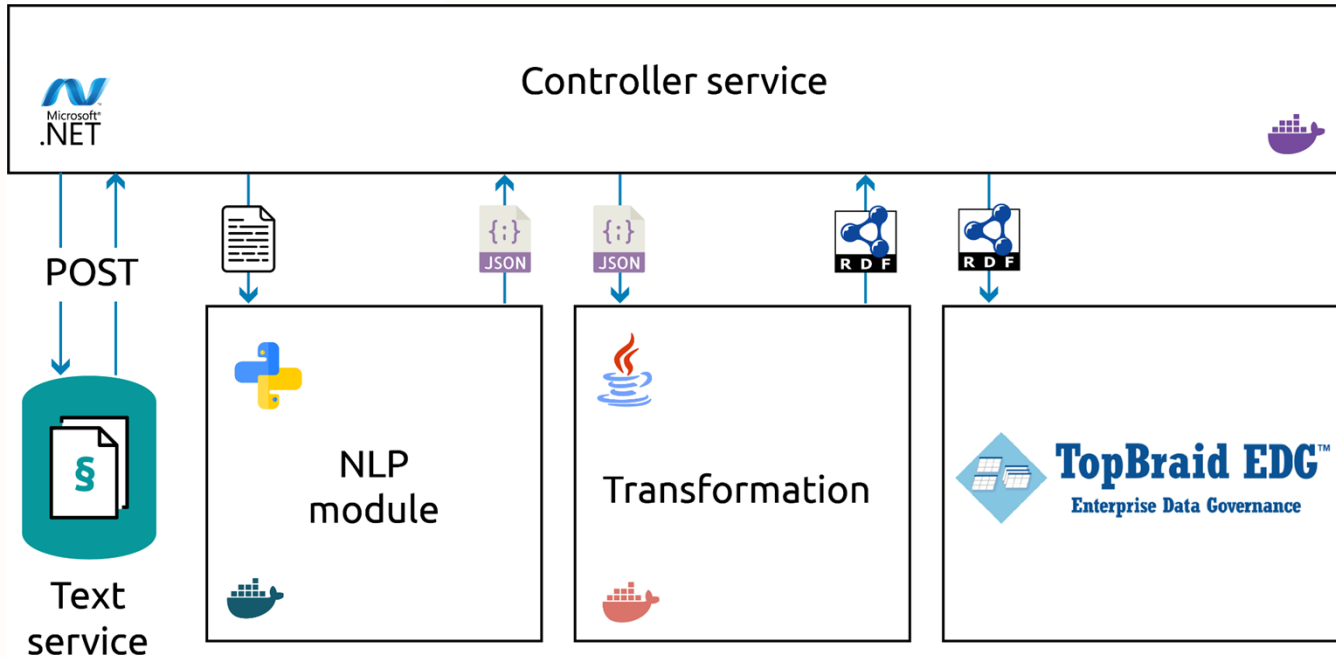 Controller service
Microsoft®
.NET
POST
{;}
JSON
{;}
JSON
RDF
RDF
§
Text
service
NLP
module
Transformation
TopBraid EDG™
Enterprise Data Governance